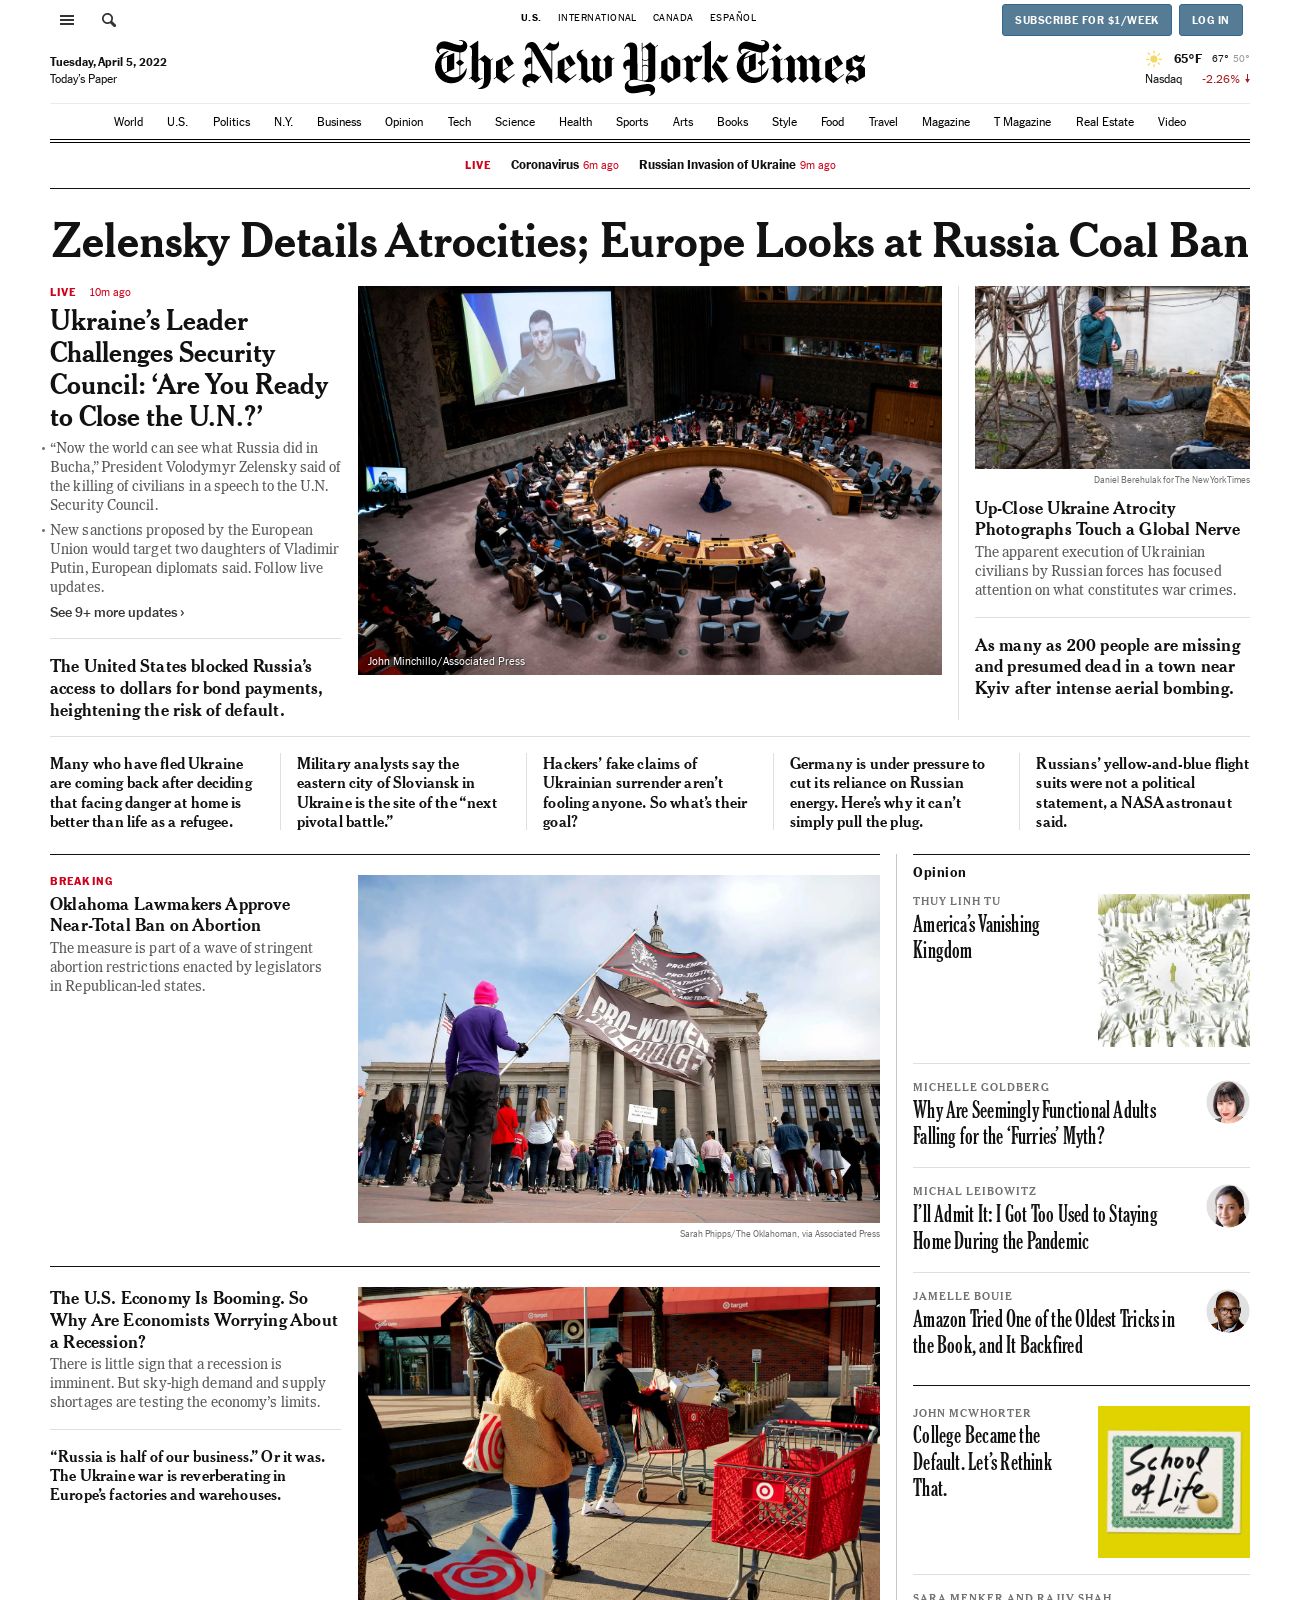 U.S. INTERNATIONAL CANADA ESPAÑOL
SUBSCRIBE FOR $1/WEEK LOG IN
Tuesday, April 5, 2022
Today's Paper
The New York Times
65°F 67° 50°
Nasdaq -2.26%
World U.S. Politics N.Y. Business Opinion Tech Science Health Sports Arts Books Style Food Travel Magazine T Magazine Real Estate Video
LIVE Coronavirus 6m ago Russian Invasion of Ukraine 9m ago
Zelensky Details Atrocities; Europe Looks at Russia Coal Ban
LIVE 10m ago
Ukraine's Leader
Challenges Security
Council: ‘Are You Ready
to Close the U.N.?’
• “Now the world can see what Russia did in
Bucha,” President Volodymyr Zelensky said of
the killing of civilians in a speech to the U.N.
Security Council.
• New sanctions proposed by the European
Union would target two daughters of Vladimir
Putin, European diplomats said. Follow live
updates.
See 9+ more updates ›
The United States blocked Russia’s
access to dollars for bond payments,
heightening the risk of default.
John Minchillo/Associated Press
Daniel Berehulak for The New York Times
Up-Close Ukraine Atrocity
Photographs Touch a Global Nerve
The apparent execution of Ukrainian
civilians by Russian forces has focused
attention on what constitutes war crimes.
As many as 200 people are missing
and presumed dead in a town near
Kyiv after intense aerial bombing.
Many who have fled Ukraine
are coming back after deciding
that facing danger at home is
better than life as a refugee.
Military analysts say the
eastern city of Sloviansk in
Ukraine is the site of the “next
pivotal battle.”
Hackers’ fake claims of
Ukrainian surrender aren’t
fooling anyone. So what’s their
goal?
Germany is under pressure to
cut its reliance on Russian
energy. Here’s why it can’t
simply pull the plug.
Russians’ yellow-and-blue flight
suits were not a political
statement, a NASA astronaut
said.
BREAKING
Oklahoma Lawmakers Approve
Near-Total Ban on Abortion
The measure is part of a wave of stringent
abortion restrictions enacted by legislators
in Republican-led states.
PRO-WOMEN
PRO-CHOICE
Sarah Phipps/The Oklahoman, via Associated Press
The U.S. Economy Is Booming. So
Why Are Economists Worrying About
a Recession?
There is little sign that a recession is
imminent. But sky-high demand and supply
shortages are testing the economy’s limits.
“Russia is half of our business.” Or it was.
The Ukraine war is reverberating in
Europe’s factories and warehouses.
target
target
Opinion
THUY LINH TU
America’s Vanishing
Kingdom
MICHELLE GOLDBERG
Why Are Seemingly Functional Adults
Falling for the ‘Furries’ Myth?
MICHAL LEIBOWITZ
I’ll Admit It: I Got Too Used to Staying
Home During the Pandemic
JAMELLE BOUIE
Amazon Tried One of the Oldest Tricks in
the Book, and It Backfired
JOHN MCWHORTER
College Became the
Default. Let’s Rethink
That.
School
of Life
SARA MENKER AND RAJIV SHAH